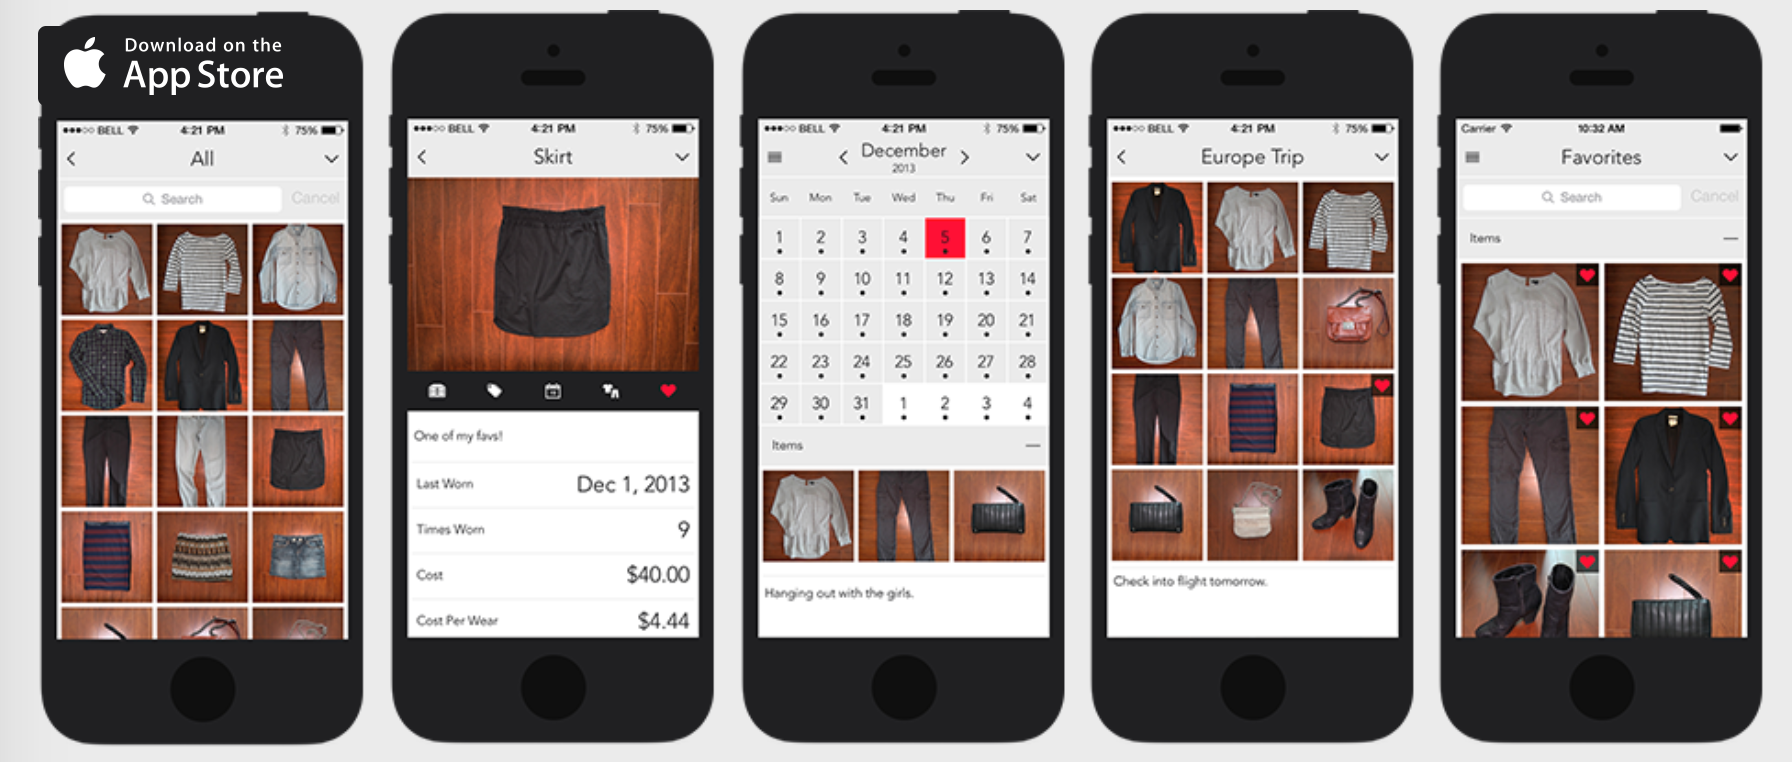 Download on the
App Store
BELL 4:21 PM 75%
All
Search Cancel
BELL 4:21 PM 75%
Skirt
One of my favs!
Last Worn Dec 1, 2013
Times Worn 9
Cost $40.00
Cost Per Wear $4.44
BELL 4:21 PM 75%
December
2013
Sun Mon Tue Wed Thu Fri Sat
1 2 3 4 5 6 7
8 9 10 11 12 13 14
15 16 17 18 19 20 21
22 23 24 25 26 27 28
29 30 31 1 2 3 4
Items
Hanging out with the girls.
BELL 4:21 PM 75%
Europe Trip
Check into flight tomorrow.
Carrier 10:32 AM
Favorites
Search Cancel
Items